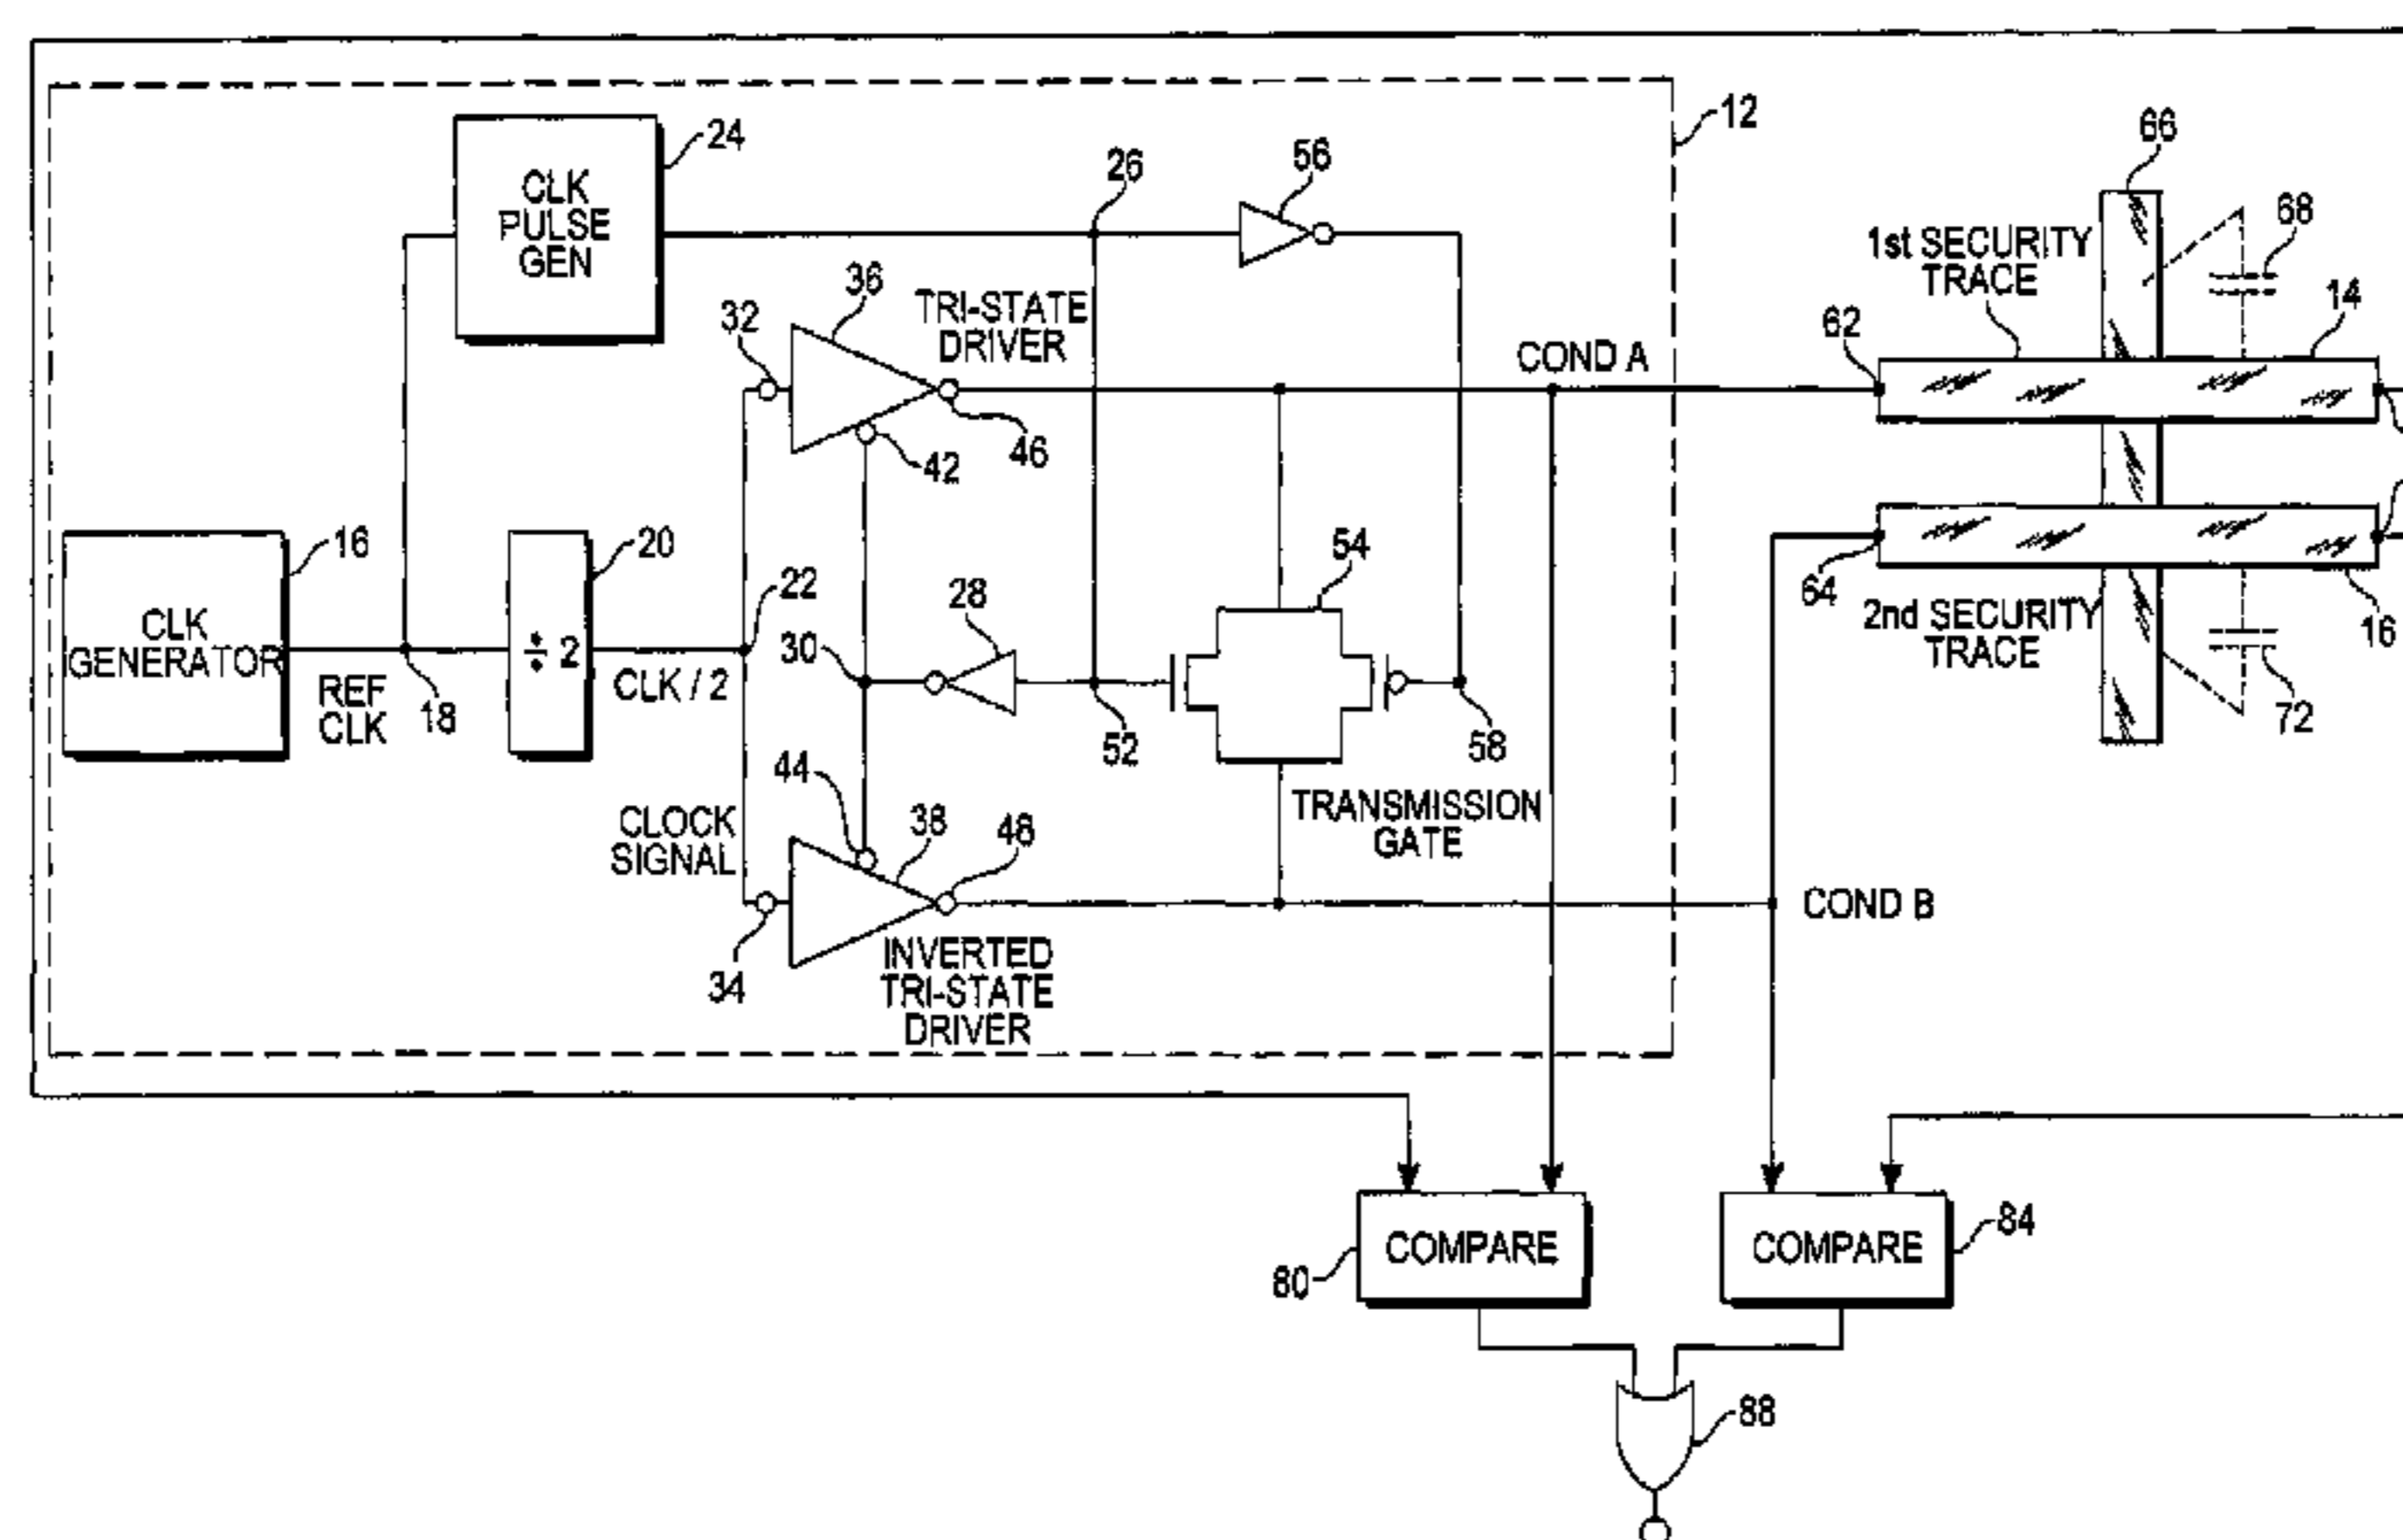 12
66
24
56
26
CLK
PULSE
GEN
68
1st SECURITY
TRACE
36
TRI-STATE
DRIVER
14
32
62
COND A
42
46
16
20
54
22
28
64
CLK
GENERATOR
÷ 2
30
2nd SECURITY
TRACE
16
REF
CLK
18
CLK / 2
52
58
72
44
CLOCK
SIGNAL
38
48
TRANSMISSION
GATE
COND B
34
INVERTED
TRI-STATE
DRIVER
COMPARE
COMPARE
84
80
88